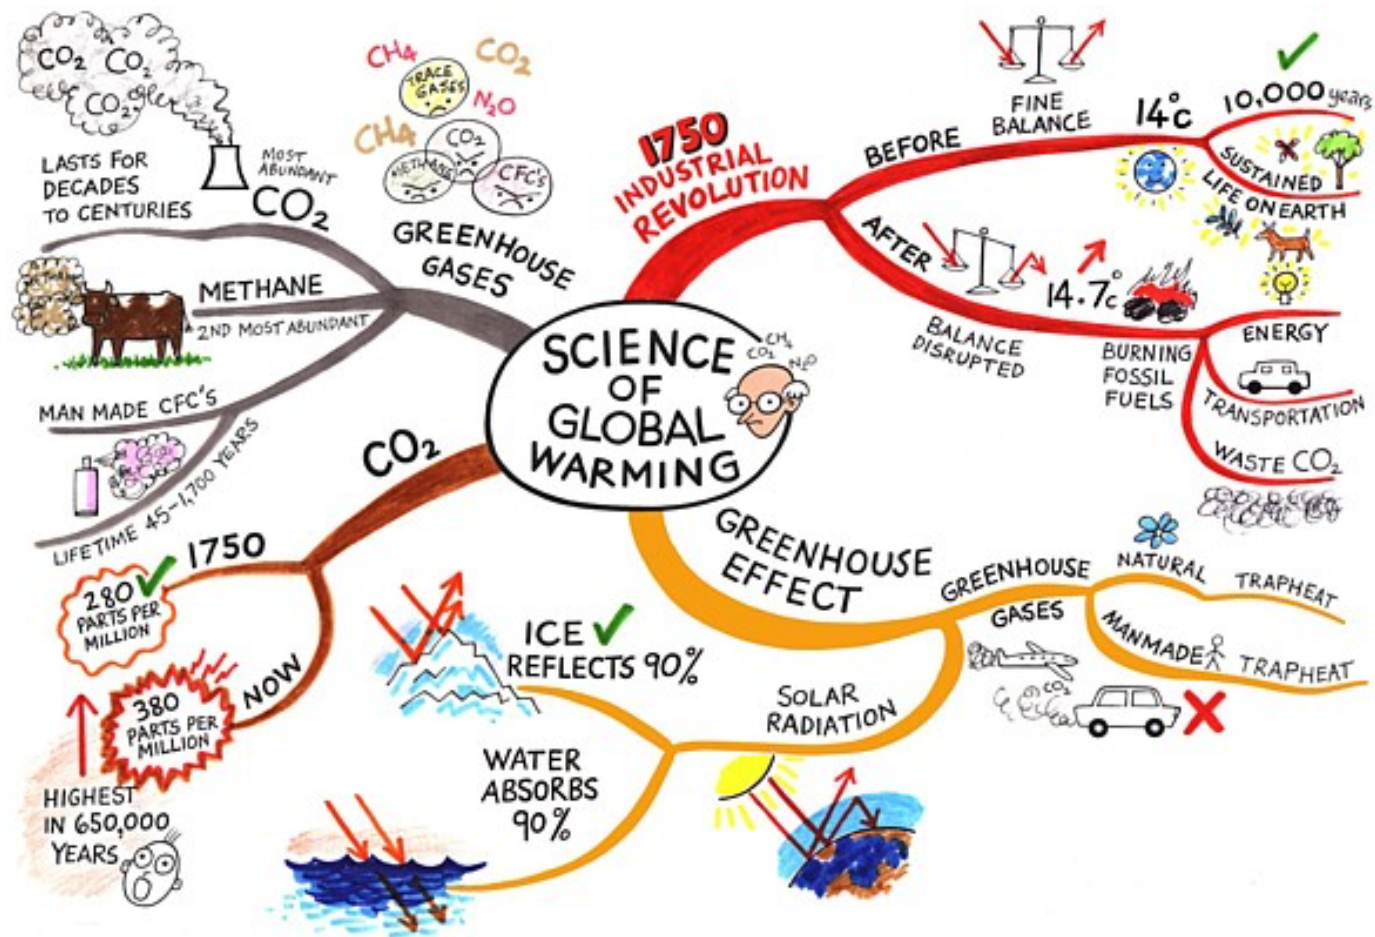 SCIENCE
OF
GLOBAL
WARMING
CH4
CO2
N2O
1750
INDUSTRIAL
REVOLUTION
BEFORE
FINE
BALANCE
14°C
10,000 years
SUSTAINED
LIFE ON EARTH
AFTER
BALANCE
DISRUPTED
14.7°C
BURNING
FOSSIL
FUELS
ENERGY
TRANSPORTATION
WASTE CO2
GREENHOUSE
EFFECT
GREENHOUSE
GASES
NATURAL
TRAP HEAT
MANMADE
TRAP HEAT
CO2
SOLAR
RADIATION
ICE
REFLECTS 90%
WATER
ABSORBS
90%
CO2
1750
280
PARTS PER
MILLION
NOW
380
PARTS PER
MILLION
HIGHEST
IN 650,000
YEARS
GREENHOUSE
GASES
CH4
CO2
TRACE
GASES
N2O
CH4
CO2
METHANE
CFC'S
CO2
MOST
ABUNDANT
CO2
CO2
CO2
LASTS FOR
DECADES
TO CENTURIES
METHANE
2ND MOST ABUNDANT
MAN MADE CFC'S
LIFETIME 45-1,700 YEARS